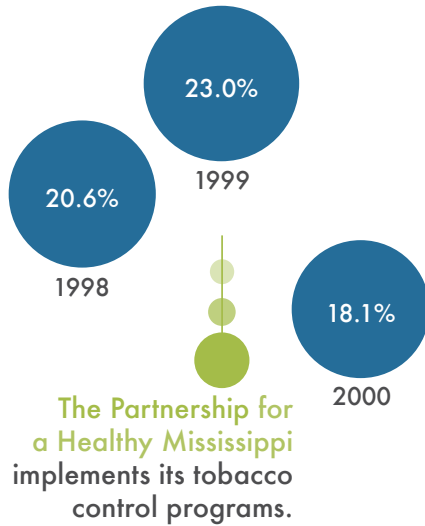 23.0%
1999
20.6%
1998
18.1%
2000
The Partnership for
a Healthy Mississippi
implements its tobacco
control programs.